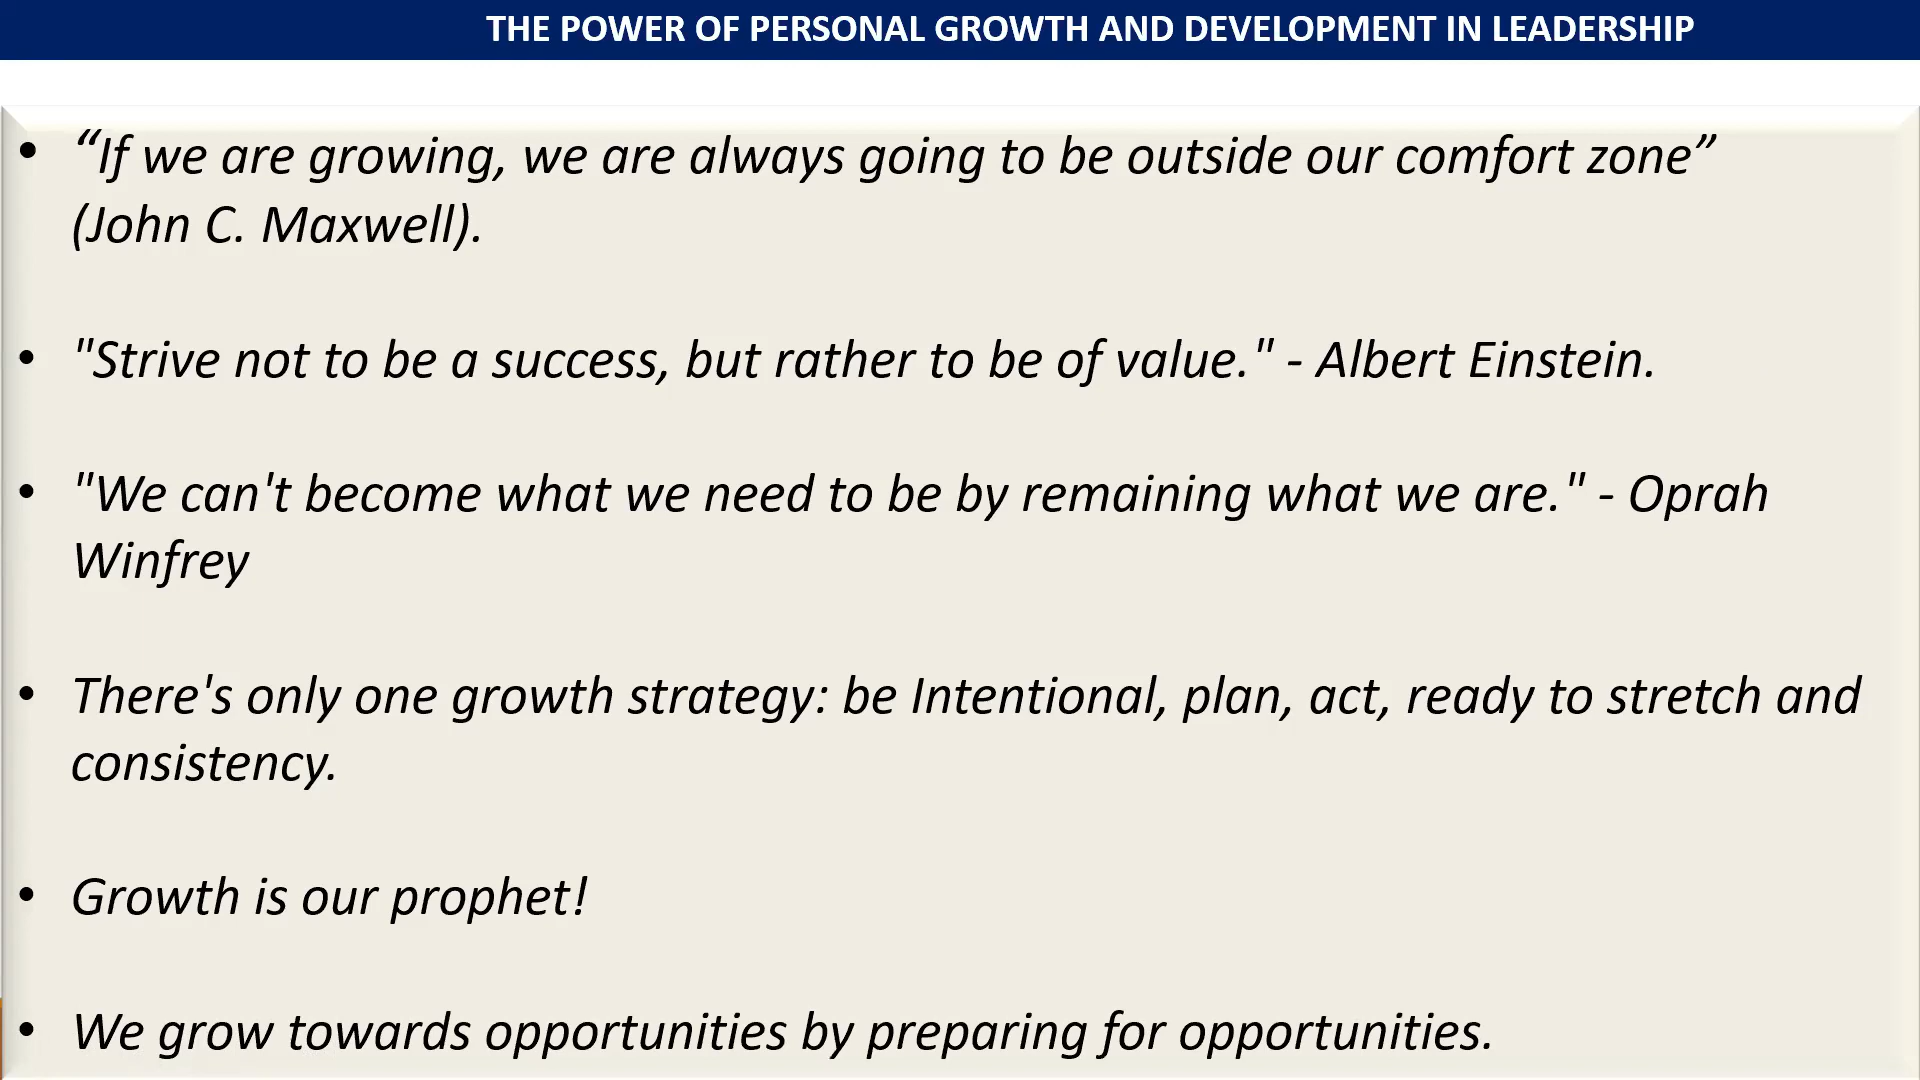 THE POWER OF PERSONAL GROWTH AND DEVELOPMENT IN LEADERSHIP
• “If we are growing, we are always going to be outside our comfort zone”
(John C. Maxwell).
• "Strive not to be a success, but rather to be of value." - Albert Einstein.
• "We can't become what we need to be by remaining what we are." - Oprah
Winfrey
• There's only one growth strategy: be Intentional, plan, act, ready to stretch and
consistency.
• Growth is our prophet!
• We grow towards opportunities by preparing for opportunities.